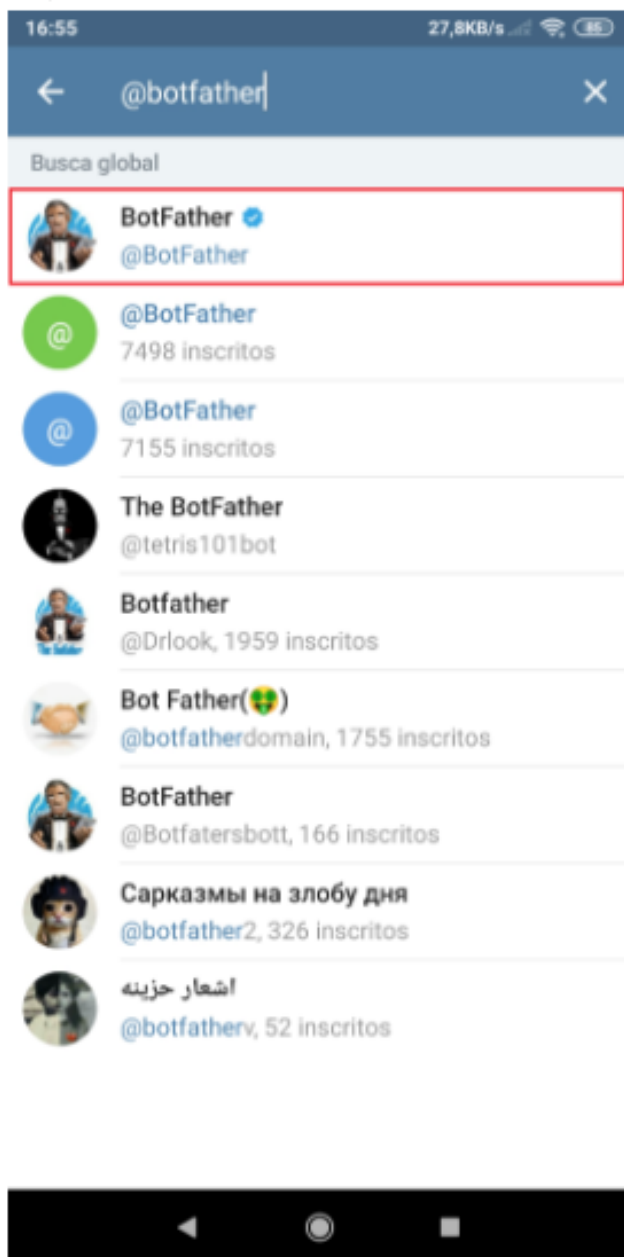 16:55 27,8KB/s 85
@botfather
Busca global
BotFather
@BotFather
@
@BotFather
7498 inscritos
@
@BotFather
7155 inscritos
The BotFather
@tetris101bot
Botfather
@Drlook, 1959 inscritos
Bot Father(🤑)
@botfatherdomain, 1755 inscritos
BotFather
@Botfatersbott, 166 inscritos
Сарказмы на злобу дня
@botfather2, 326 inscritos
اشعار حزينه
@botfatherv, 52 inscritos